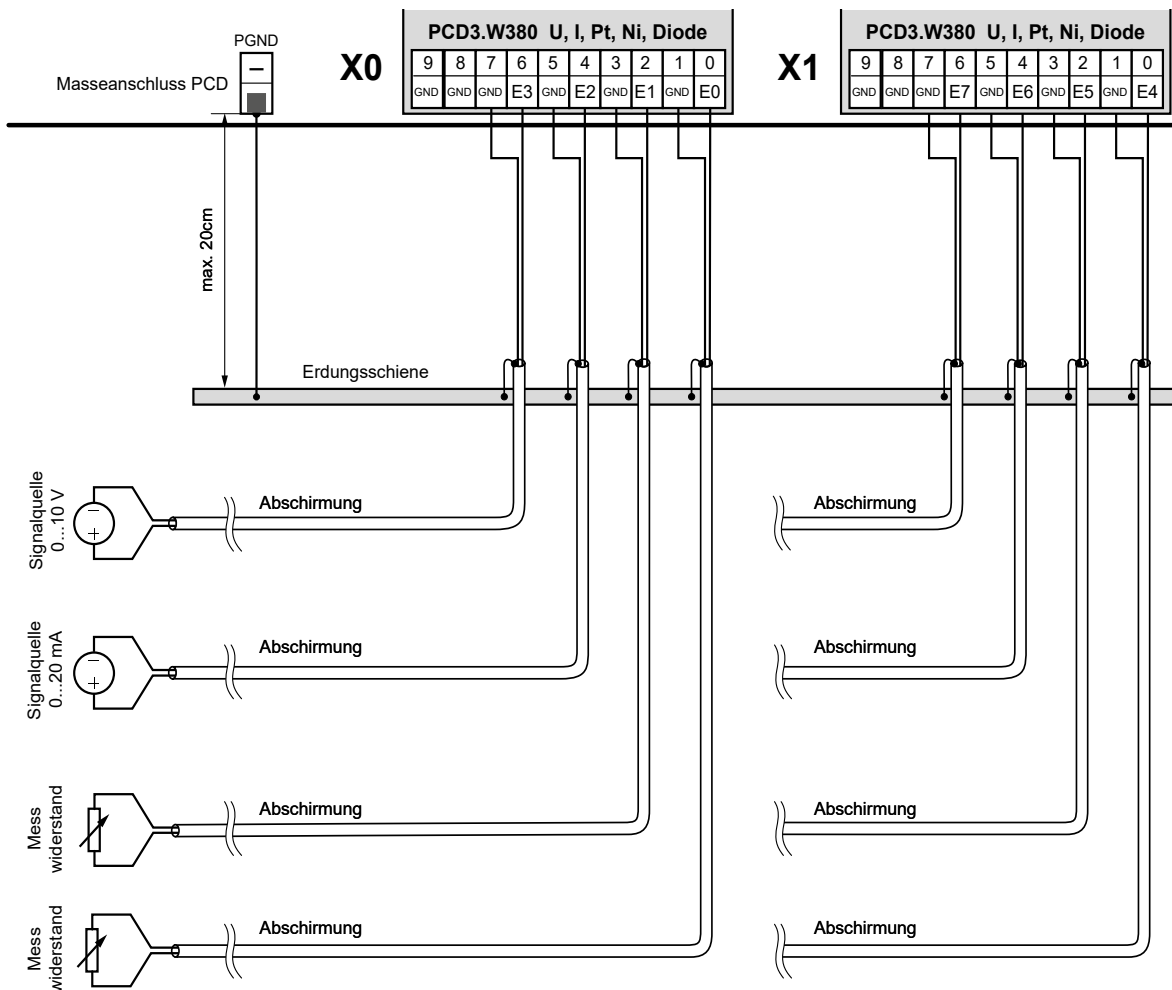 PGND
–
Masseanschluss PCD
X0
PCD3.W380 U, I, Pt, Ni, Diode
9 8 7 6 5 4 3 2 1 0
GND GND GND E3 GND E2 GND E1 GND E0
X1
PCD3.W380 U, I, Pt, Ni, Diode
9 8 7 6 5 4 3 2 1 0
GND GND GND E7 GND E6 GND E5 GND E4
max. 20cm
Erdungsschiene
Signalquelle
0...10 V
Abschirmung
Abschirmung
Signalquelle
0...20 mA
Abschirmung
Abschirmung
Mess
widerstand
Abschirmung
Abschirmung
Mess
widerstand
Abschirmung
Abschirmung